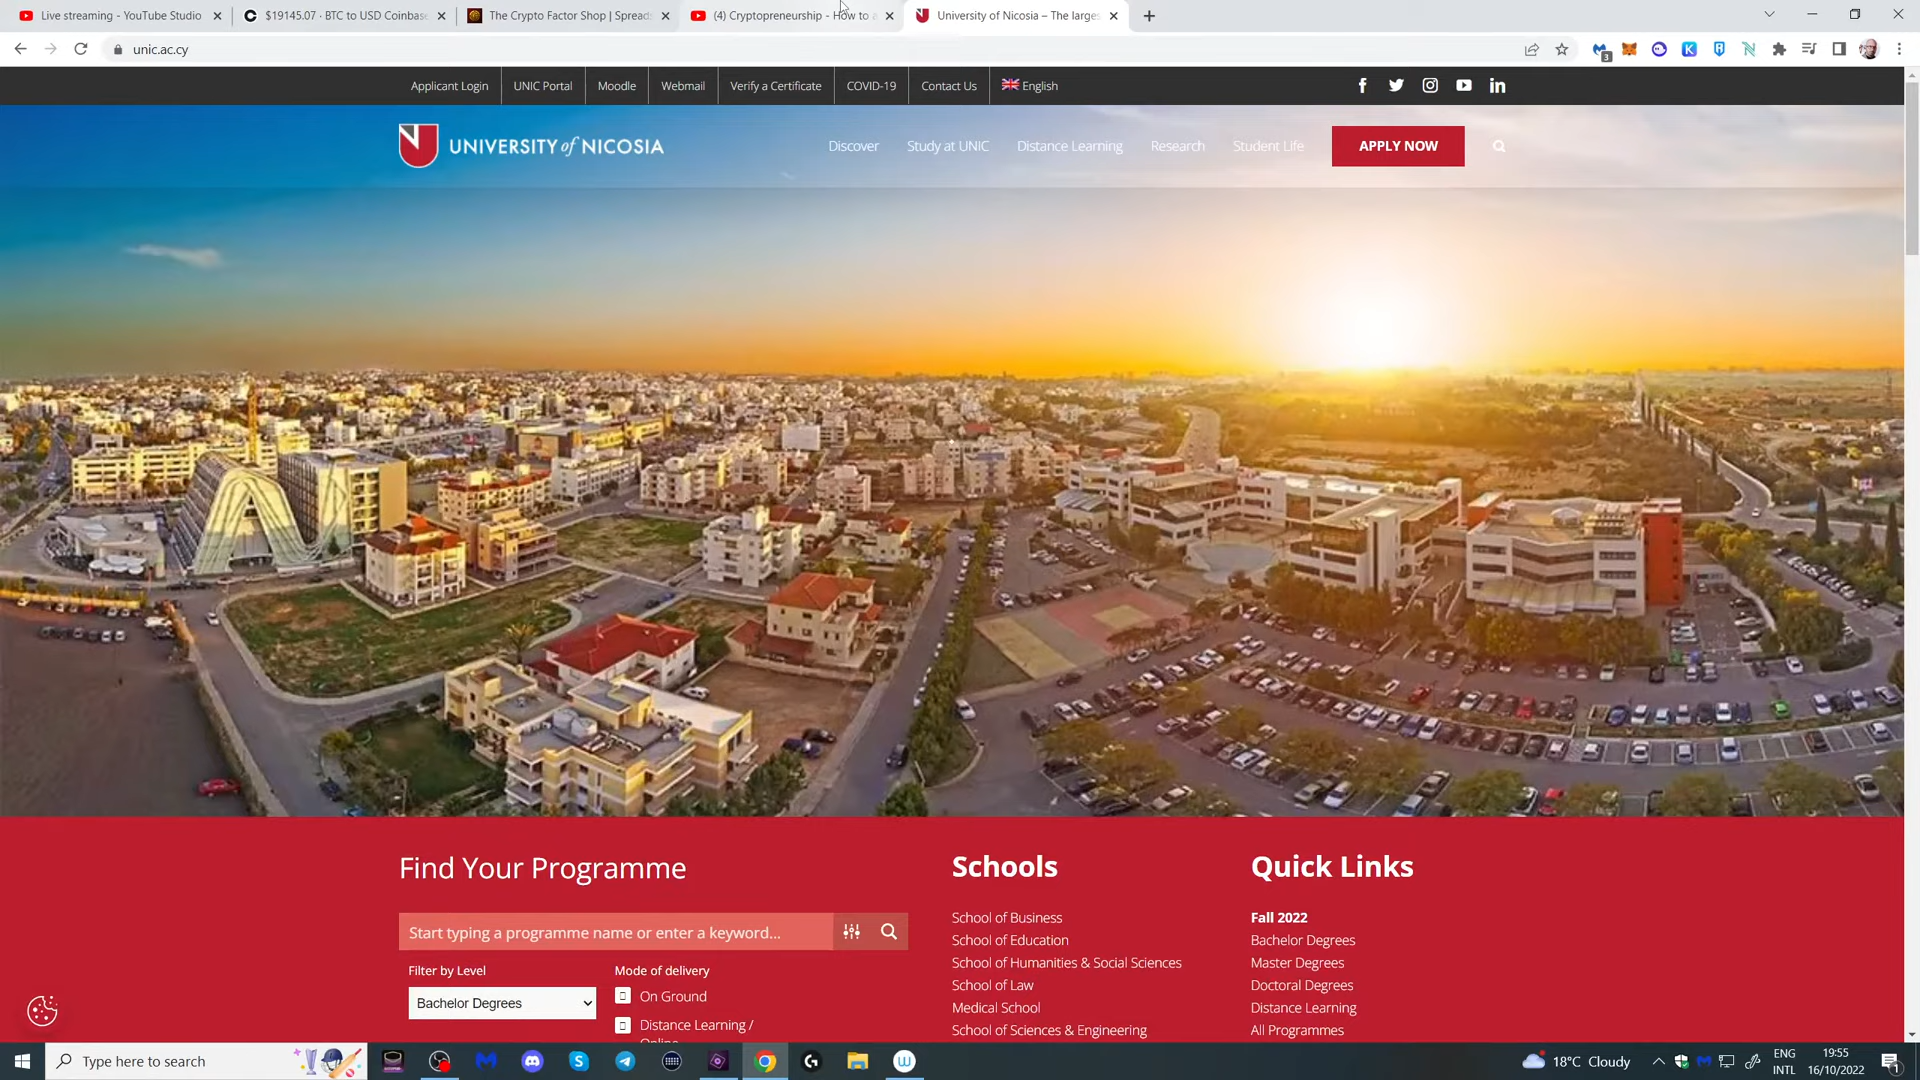 Live streaming - YouTube Studio
$19145.07 · BTC to USD Coinbase
The Crypto Factor Shop | Spreads
(4) Cryptopreneurship - How to a
University of Nicosia – The larges
unic.ac.cy
3
Applicant Login
UNIC Portal
Moodle
Webmail
Verify a Certificate
COVID-19
Contact Us
English
UNIVERSITY of NICOSIA
Discover
Study at UNIC
Distance Learning
Research
Student Life
APPLY NOW
Find Your Programme
Start typing a programme name or enter a keyword...
Filter by Level
Bachelor Degrees
Mode of delivery
On Ground
Distance Learning /
Online
Schools
School of Business
School of Education
School of Humanities & Social Sciences
School of Law
Medical School
School of Sciences & Engineering
Quick Links
Fall 2022
Bachelor Degrees
Master Degrees
Doctoral Degrees
Distance Learning
All Programmes
Type here to search
18°C Cloudy
ENG
INTL
19:55
16/10/2022
1